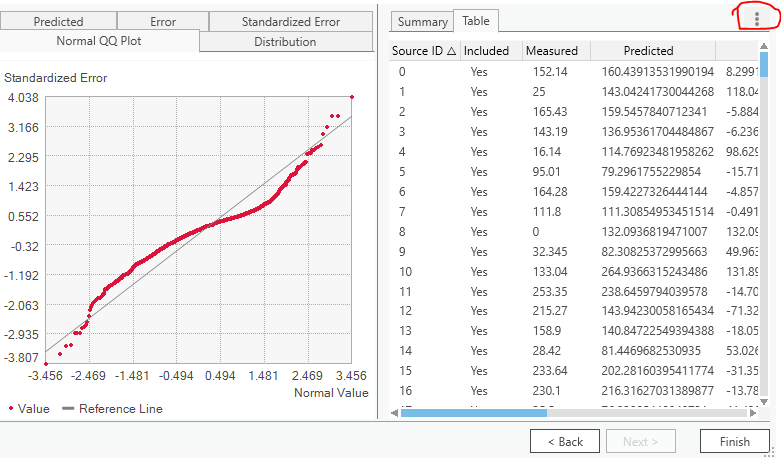 Predicted Error Standardized Error
Normal QQ Plot Distribution
Standardized Error
4.038
3.166
2.295
1.423
0.552
-0.32
-1.192
-2.063
-2.935
-3.807
-3.456 -2.469 -1.481 -0.494 0.494 1.481 2.469 3.456
Normal Value
Value Reference Line
Summary Table
Source ID Included Measured Predicted
0 Yes 152.14 160.43913531990194 8.2991
1 Yes 25 143.04241730044268 118.04
2 Yes 165.43 159.5457840712341 -5.884
3 Yes 143.19 136.95361704484867 -6.236
4 Yes 16.14 114.76923481958262 98.629
5 Yes 95.01 79.2961755229854 -15.71
6 Yes 164.28 159.4227326444144 -4.857
7 Yes 111.8 111.30854953451514 -0.491
8 Yes 0 132.0936819471007 132.09
9 Yes 32.345 82.30825372995663 49.963
10 Yes 133.04 264.9366315243486 131.89
11 Yes 253.35 238.6459794039578 -14.70
12 Yes 215.27 143.94230058165434 -71.32
13 Yes 158.9 140.84722549394388 -18.05
14 Yes 28.42 81.4469682530935 53.026
15 Yes 233.64 202.28160395411774 -31.35
16 Yes 230.1 216.31627031389877 -13.78
< Back Next > Finish